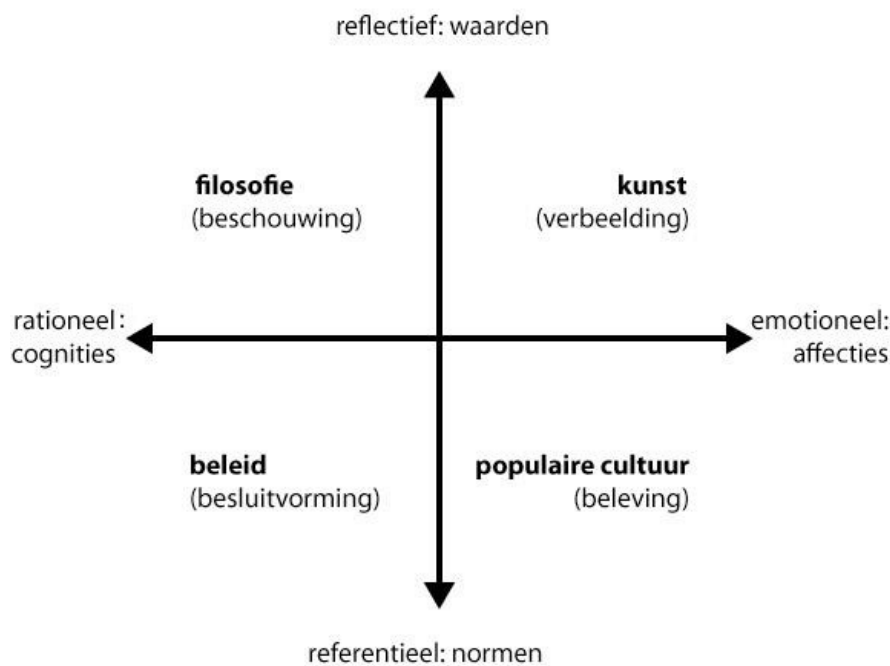 reflectief: waarden
filosofie
(beschouwing)
kunst
(verbeelding)
rationeel:
cognities
emotioneel:
affecties
beleid
(besluitvorming)
populaire cultuur
(beleving)
referentieel: normen